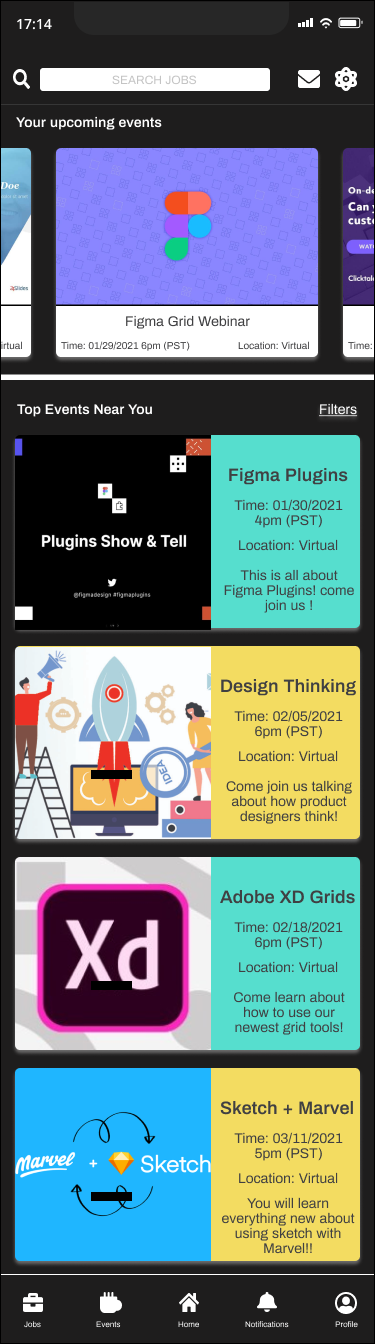 17:14
SEARCH JOBS
Your upcoming events
Doe
Slides
irtual
Figma Grid Webinar
Time: 01/29/2021 6pm (PST)
Location: Virtual
On-de
Can y
custo
WAT
Clicktale
Time:
Top Events Near You
Filters
Plugins Show & Tell
@figmadesign #figmaplugins
Figma Plugins
Time: 01/30/2021
4pm (PST)
Location: Virtual
This is all about
Figma Plugins! come
join us !
IDEA
Design Thinking
Time: 02/05/2021
6pm (PST)
Location: Virtual
Come join us talking
about how product
designers think!
Xd
Adobe XD Grids
Time: 02/18/2021
6pm (PST)
Location: Virtual
Come learn about
how to use our
newest grid tools!
Marvel + Sketch
Sketch + Marvel
Time: 03/11/2021
5pm (PST)
Location: Virtual
You will learn
everything new about
using sketch with
Marvel!!
Jobs
Events
Home
Notifications
Profile